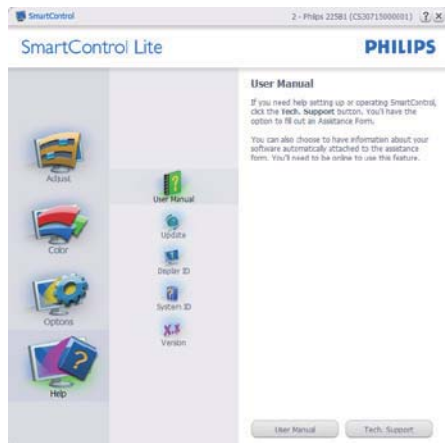 SmartControl
2 - Philips 225B1 (CS30715000001) ? X
SmartControl Lite
PHILIPS
User Manual
If you need help setting up or operating SmartControl,
click the Tech. Support button. You'll have the
option to fill out an Assistance Form.
You can also choose to have information about your
software automatically attached to the assistance
form. You'll need to be online to use this feature.
Adjust
Color
Options
Help
User Manual
Update
Display ID
System ID
X.X
Version
User Manual
Tech. Support